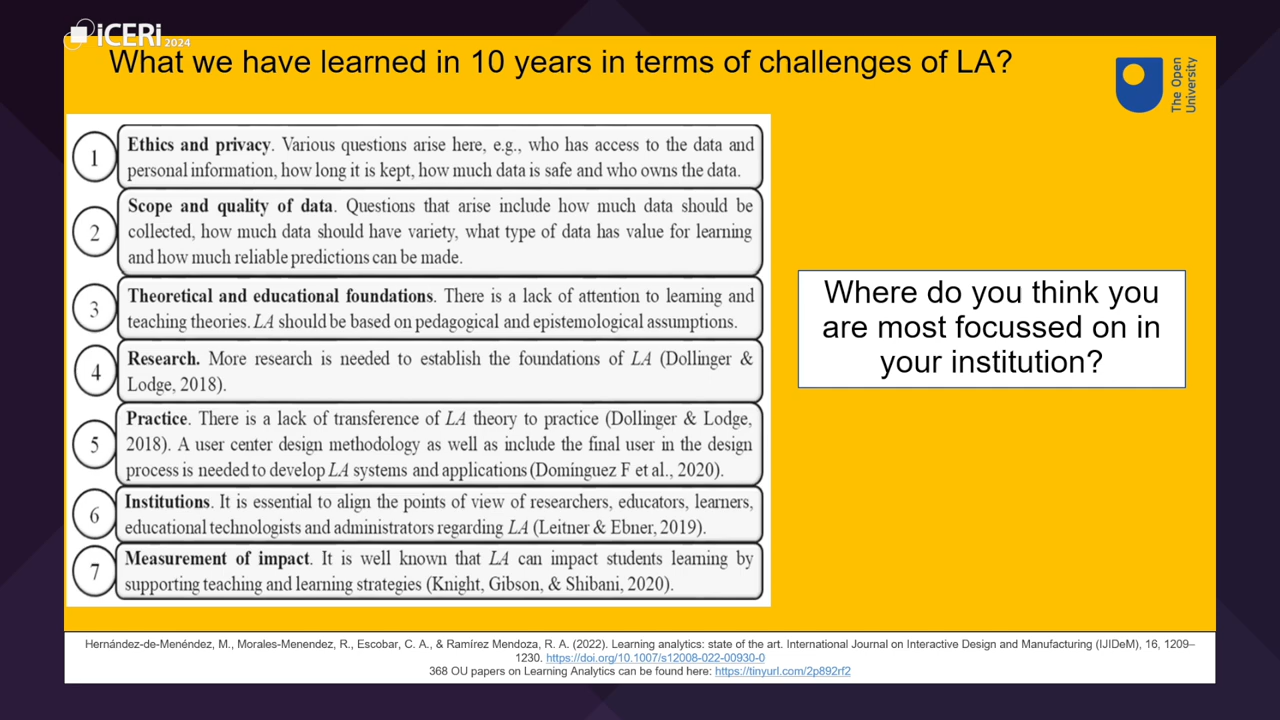 iCERi 2024
What we have learned in 10 years in terms of challenges of LA?
The Open
University
1
Ethics and privacy. Various questions arise here, e.g., who has access to the data and
personal information, how long it is kept, how much data is safe and who owns the data.
2
Scope and quality of data. Questions that arise include how much data should be
collected, how much data should have variety, what type of data has value for learning
and how much reliable predictions can be made.
3
Theoretical and educational foundations. There is a lack of attention to learning and
teaching theories. LA should be based on pedagogical and epistemological assumptions.
4
Research. More research is needed to establish the foundations of LA (Dollinger &
Lodge, 2018).
5
Practice. There is a lack of transference of LA theory to practice (Dollinger & Lodge,
2018). A user center design methodology as well as include the final user in the design
process is needed to develop LA systems and applications (Domínguez F et al., 2020).
6
Institutions. It is essential to align the points of view of researchers, educators, learners,
educational technologists and administrators regarding LA (Leitner & Ebner, 2019).
7
Measurement of impact. It is well known that LA can impact students learning by
supporting teaching and learning strategies (Knight, Gibson, & Shibani, 2020).
Where do you think you
are most focussed on in
your institution?
Hernández-de-Menéndez, M., Morales-Menendez, R., Escobar, C. A., & Ramírez Mendoza, R. A. (2022). Learning analytics: state of the art. International Journal on Interactive Design and Manufacturing (IJIDeM), 16, 1209–
1230. https://doi.org/10.1007/s12008-022-00930-0
368 OU papers on Learning Analytics can be found here: https://tinyurl.com/2p892rf2